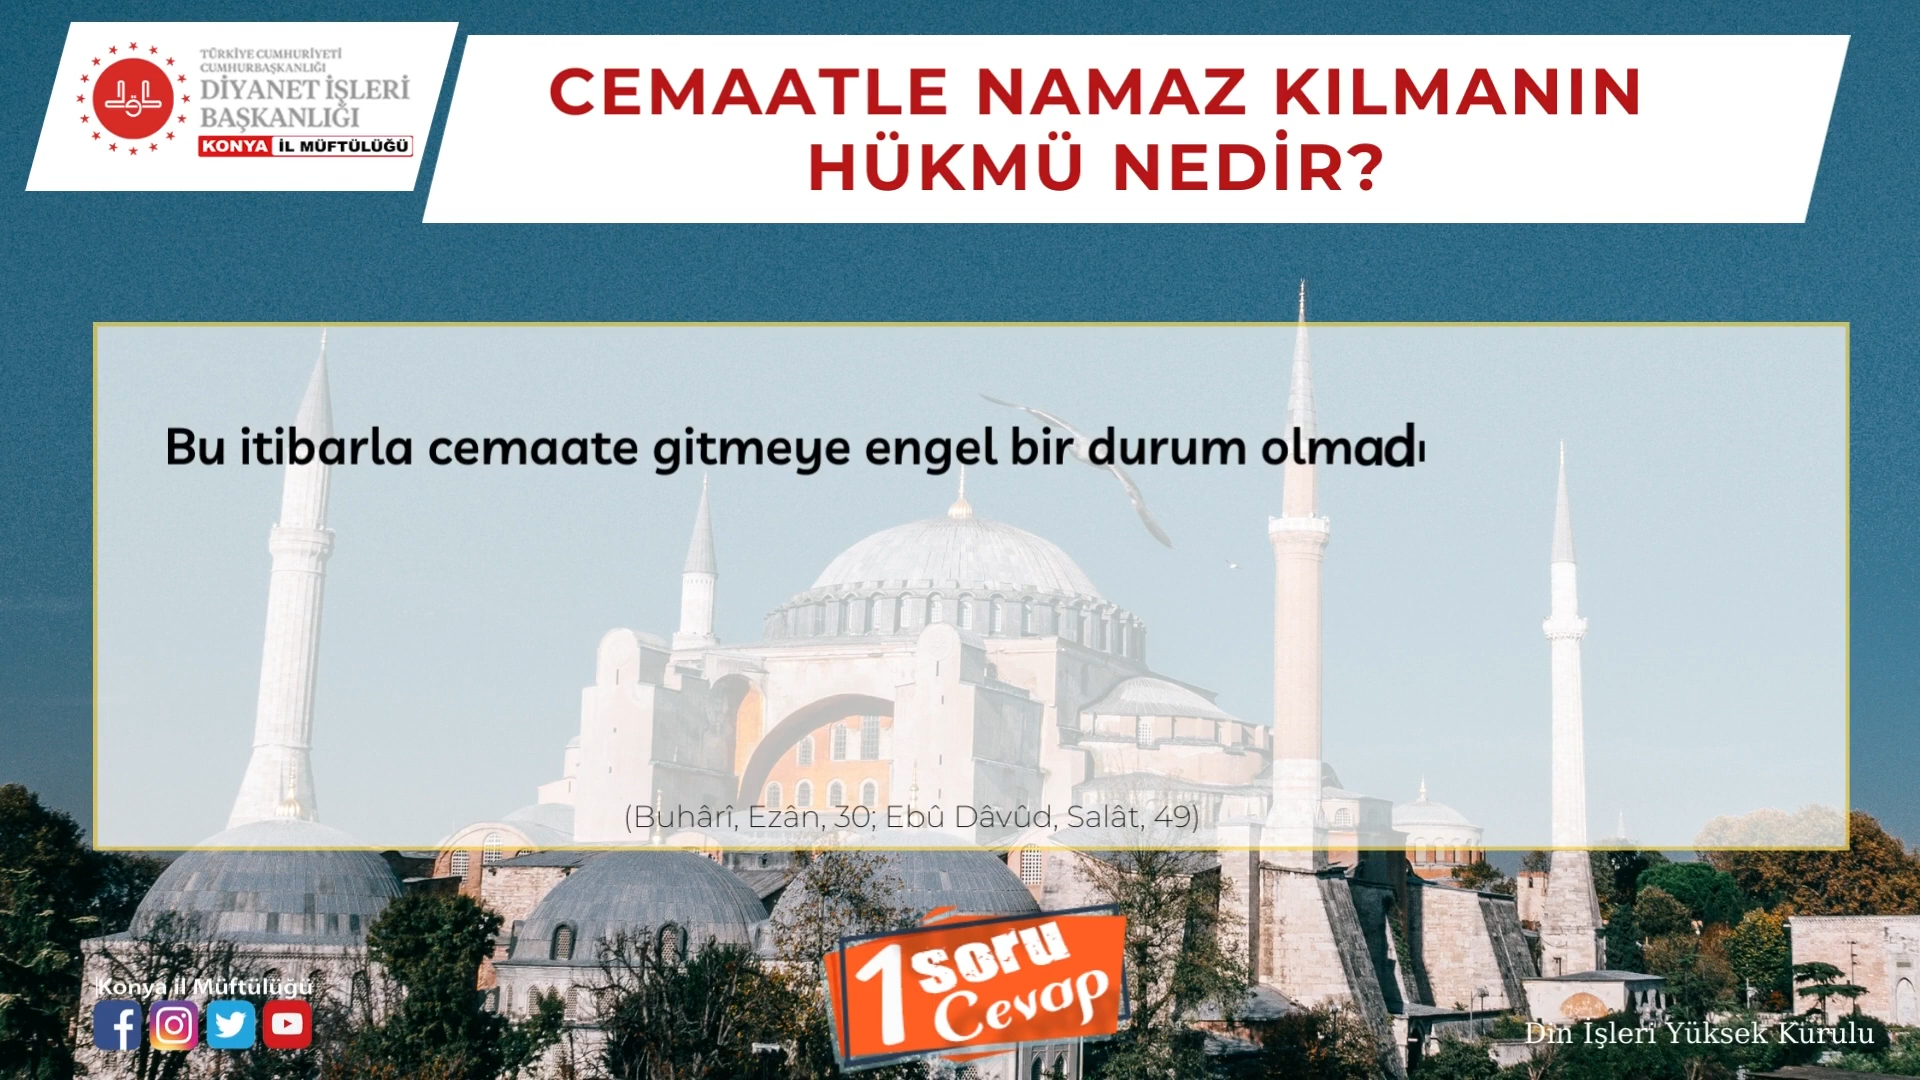 TÜRKİYE CUMHURİYETİ
CUMHURBAŞKANLIĞI
DİYANET İŞLERİ
BAŞKANLIĞI
KONYA İL MÜFTÜLÜĞÜ
CEMAATLE NAMAZ KILMANIN
HÜKMÜ NEDİR?
Bu itibarla cemaate gitmeye engel bir durum olmadı
(Buhârî, Ezân, 30; Ebû Dâvûd, Salât, 49)
1 soru
Cevap
Konya il Müftülüğü
Din İşleri Yüksek Kurulu